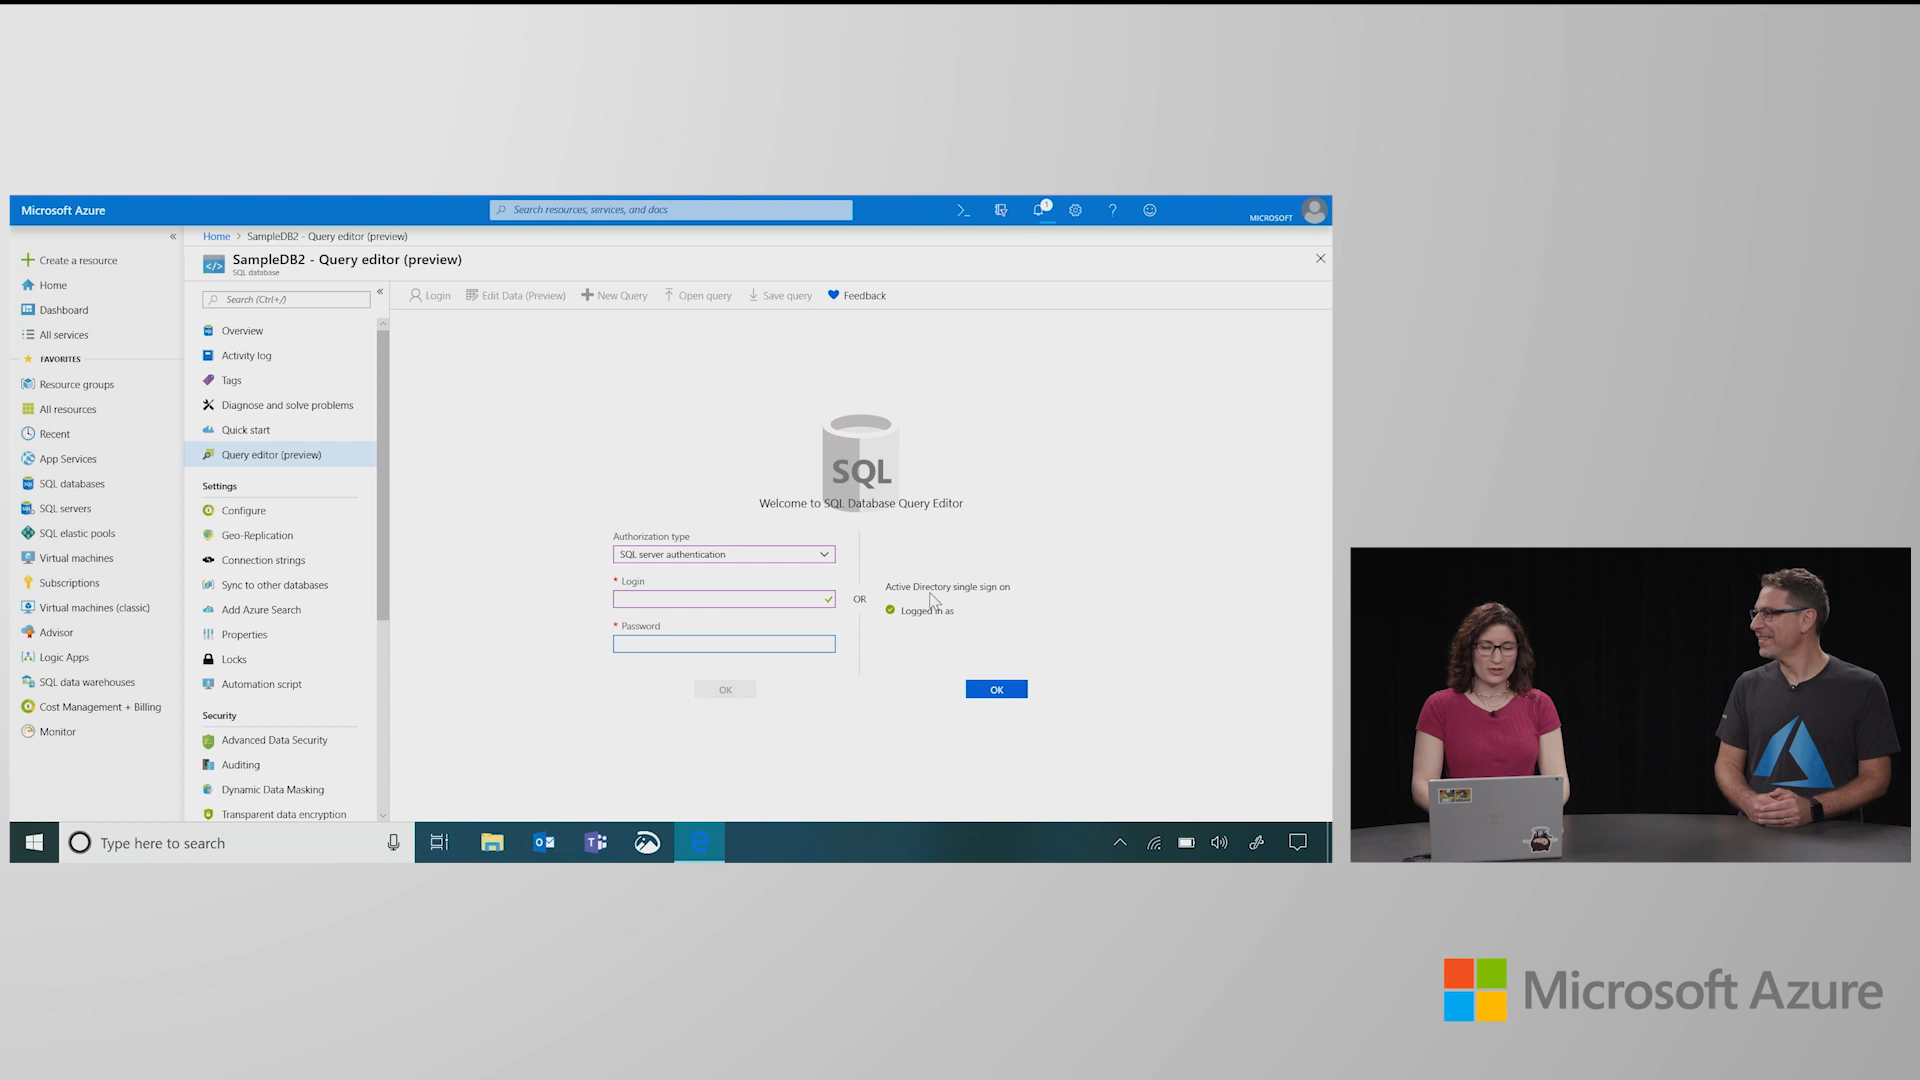 Microsoft Azure
Search resources, services, and docs
1
MICROSOFT
Home > SampleDB2 - Query editor (preview)
SampleDB2 - Query editor (preview)
SQL database
Create a resource
Home
Dashboard
All services
FAVORITES
Resource groups
All resources
Recent
App Services
SQL databases
SQL servers
SQL elastic pools
Virtual machines
Subscriptions
Virtual machines (classic)
Advisor
Logic Apps
SQL data warehouses
Cost Management + Billing
Monitor
Search (Ctrl+/)
Overview
Activity log
Tags
Diagnose and solve problems
Quick start
Query editor (preview)
Settings
Configure
Geo-Replication
Connection strings
Sync to other databases
Add Azure Search
Properties
Locks
Automation script
Security
Advanced Data Security
Auditing
Dynamic Data Masking
Transparent data encryption
Login
Edit Data (Preview)
New Query
Open query
Save query
Feedback
SQL
Welcome to SQL Database Query Editor
Authorization type
SQL server authentication
* Login
* Password
OK
OR
Active Directory single sign on
Logged in as
OK
Type here to search
Microsoft Azure